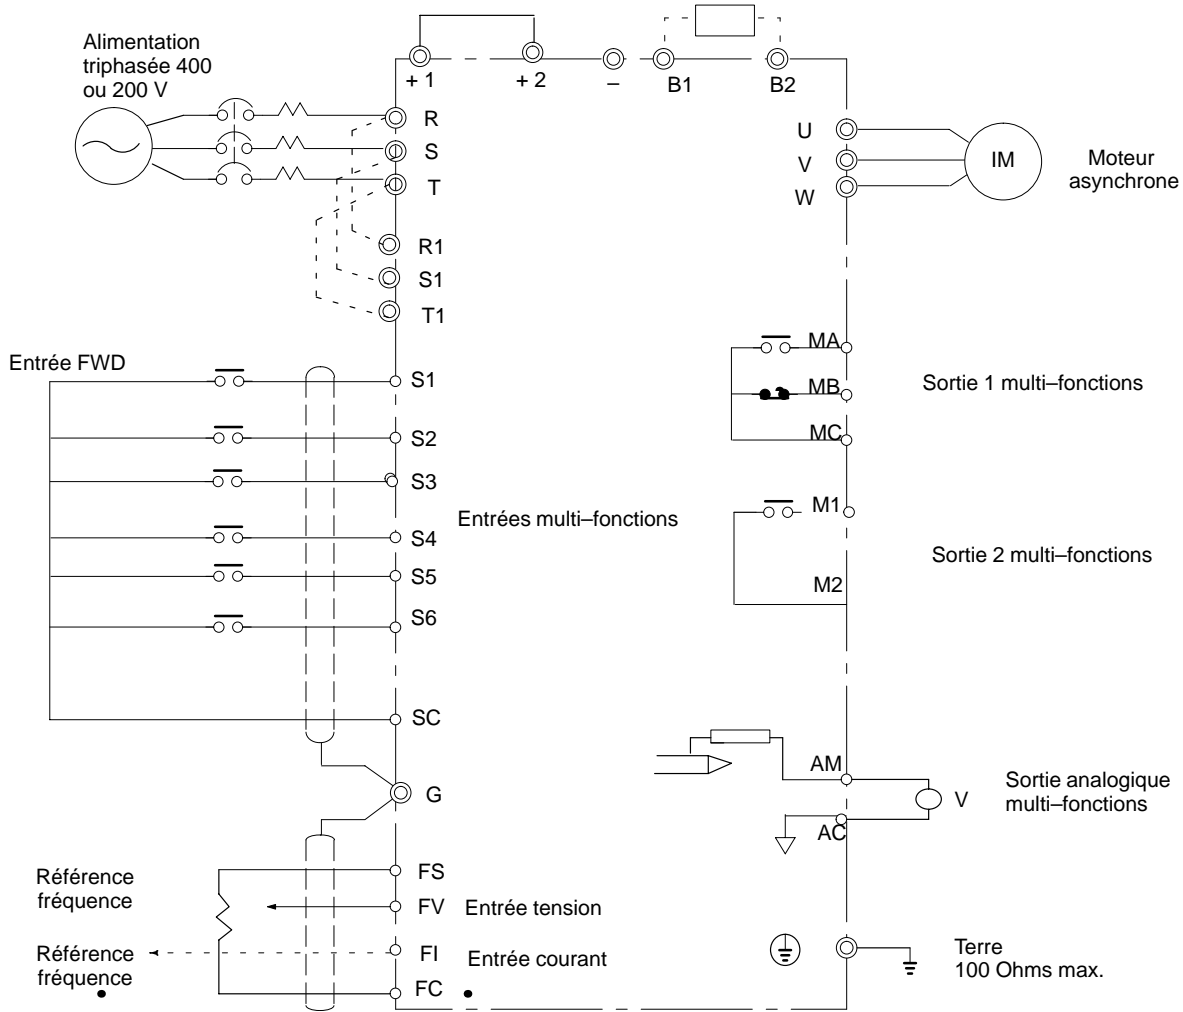 Alimentation
triphasée 400
ou 200 V
+ 1
+ 2
–
B1
B2
R
S
T
R1
S1
T1
U
V
W
IM
Moteur
asynchrone
Entrée FWD
S1
S2
S3
S4
S5
S6
SC
G
Entrées multi–fonctions
MA
MB
MC
Sortie 1 multi–fonctions
M1
M2
Sortie 2 multi–fonctions
AM
AC
V
Sortie analogique
multi–fonctions
Référence
fréquence
Référence
fréquence
FS
FV
Entrée tension
FI
Entrée courant
FC
Terre
100 Ohms max.